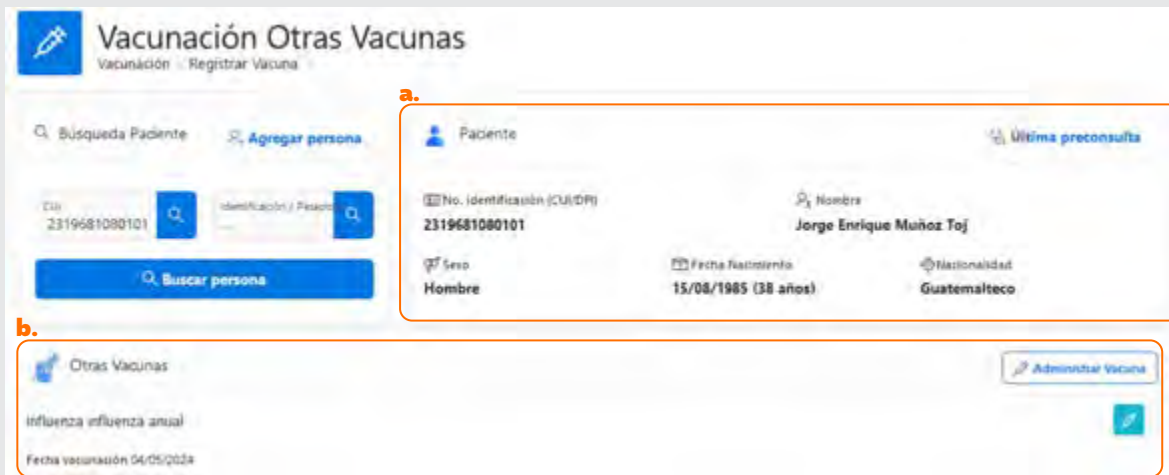 Vacunación Otras Vacunas
Vacunación Registrar Vacuna
a.
Búsqueda Paciente Agregar persona
CUI
2319681080101
Identificación /
Buscar persona
Paciente Última preconsulta
No. identificación (CUI/DPI) Nombre
2319681080101 Jorge Enrique Muñoz Toj
Sexo Fecha Nacimiento Nacionalidad
Hombre 15/08/1985 (38 años) Guatemalteco
b.
Otras Vacunas Administrar Vacuna
Influenza influenza anual
Fecha vacunación 04/05/2024